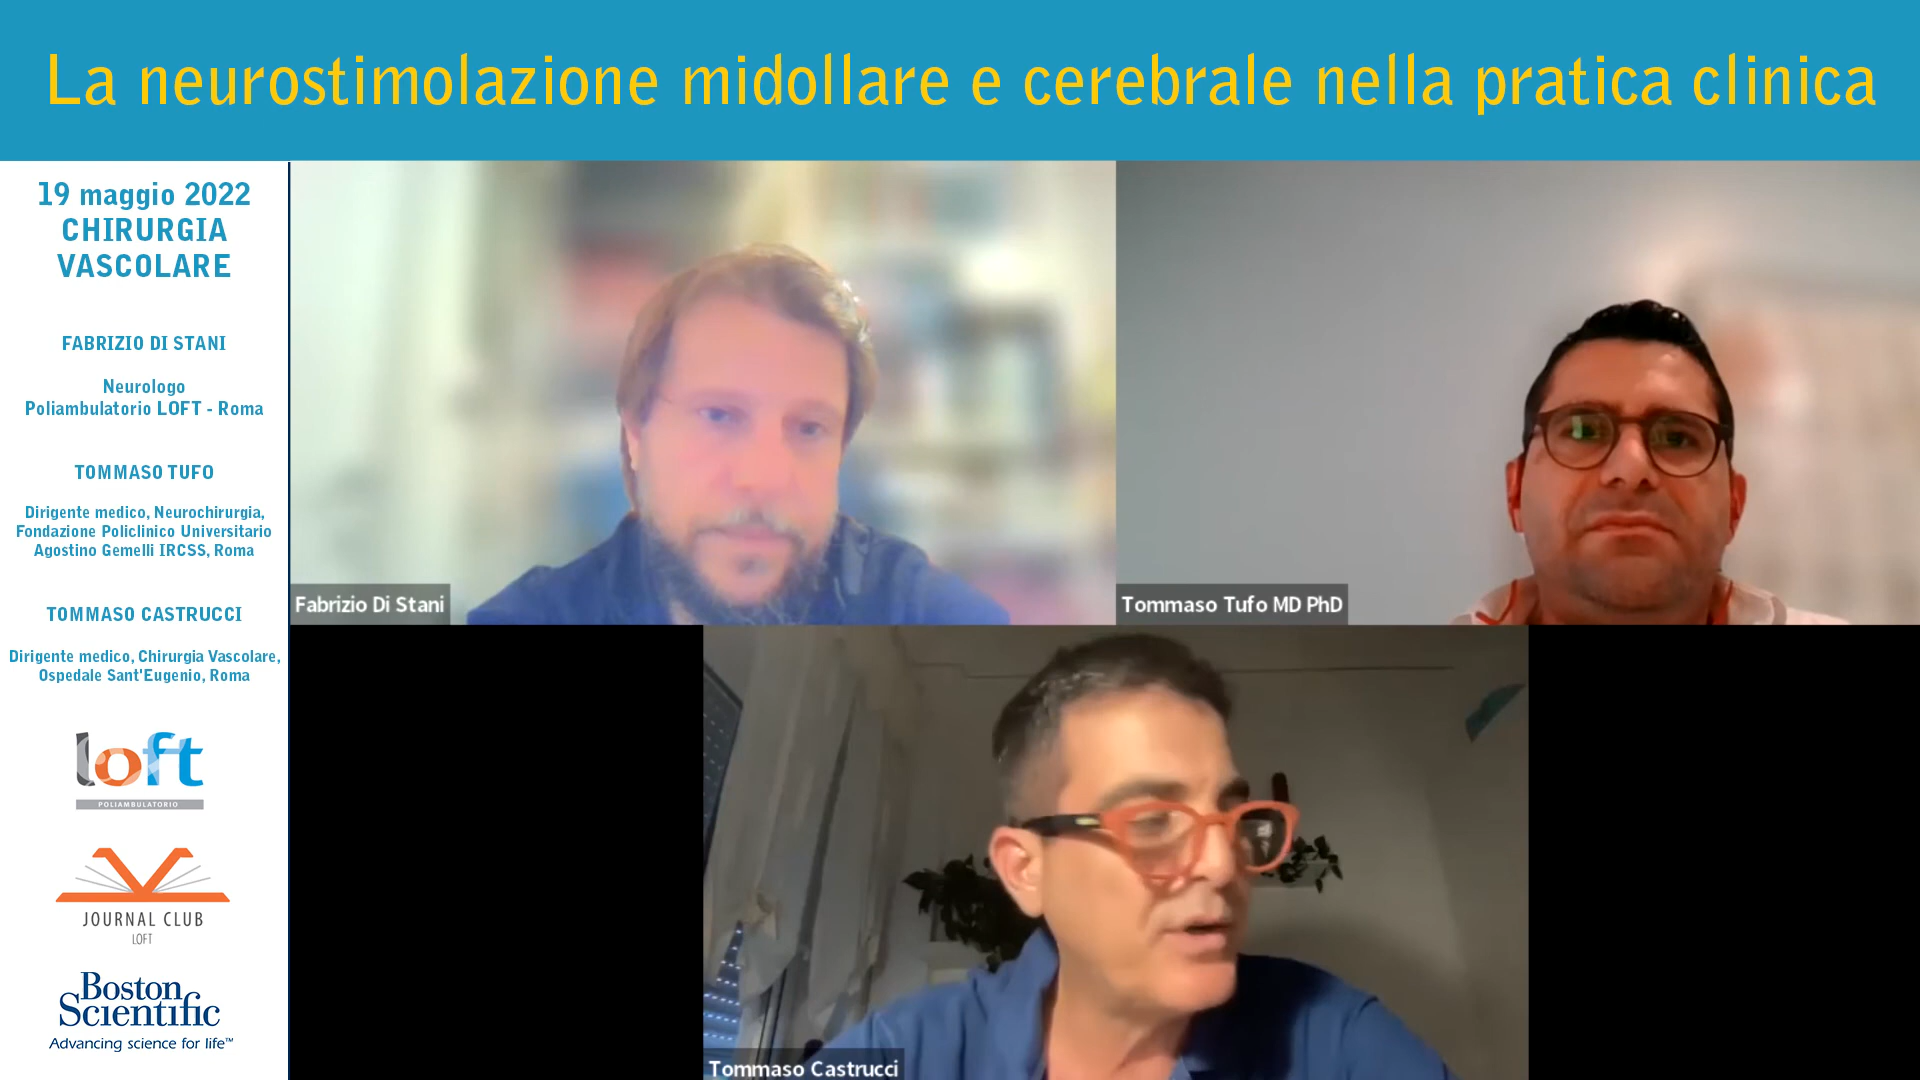 La neurostimolazione midollare e cerebrale nella pratica clinica
19 maggio 2022
CHIRURGIA
VASCOLARE
FABRIZIO DI STANI
Neurologo
Poliambulatorio LOFT - Roma
TOMMASO TUFO
Dirigente medico, Neurochirurgia,
Fondazione Policlinico Universitario
Agostino Gemelli IRCSS, Roma
TOMMASO CASTRUCCI
Dirigente medico, Chirurgia Vascolare,
Ospedale Sant'Eugenio, Roma
loft
POLIAMBULATORIO
JOURNAL CLUB
LOFT
Boston
Scientific
Advancing science for life™
Fabrizio Di Stani
Tommaso Tufo MD PhD
Tommaso Castrucci